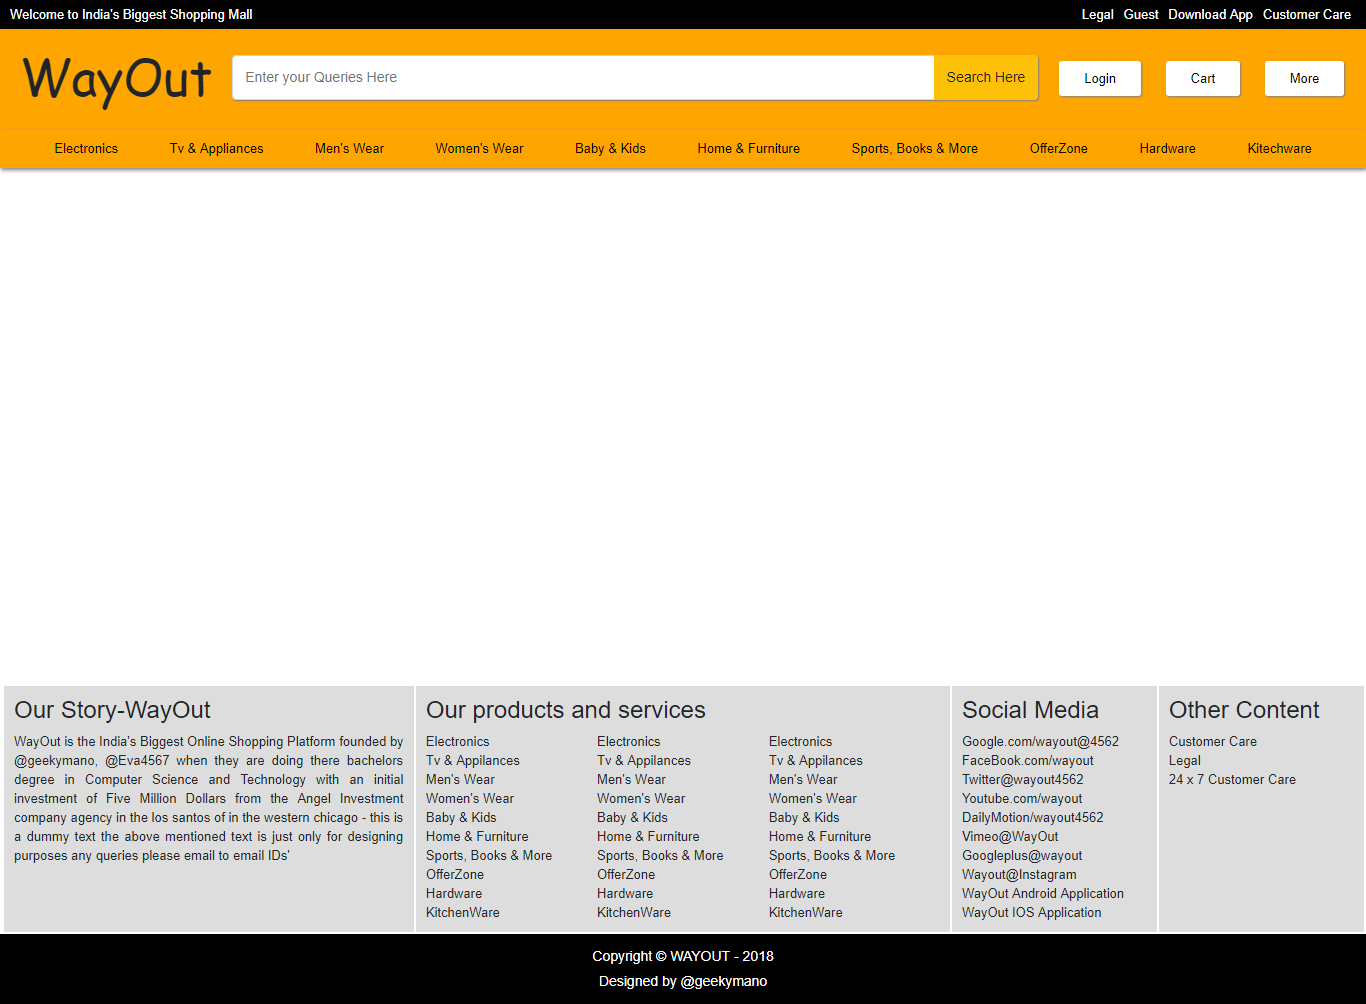 Welcome to India's Biggest Shopping Mall
Legal Guest Download App Customer Care
WayOut
Enter your Queries Here
Search Here
Login
Cart
More
Electronics Tv & Appliances Men's Wear Women's Wear Baby & Kids Home & Furniture Sports, Books & More OfferZone Hardware Kitechware
Our Story-WayOut
WayOut is the India's Biggest Online Shopping Platform founded by
@geekymano, @Eva4567 when they are doing there bachelors
degree in Computer Science and Technology with an initial
investment of Five Million Dollars from the Angel Investment
company agency in the los santos of in the western chicago - this is
a dummy text the above mentioned text is just only for designing
purposes any queries please email to email IDs'
Our products and services
Electronics
Tv & Appilances
Men's Wear
Women's Wear
Baby & Kids
Home & Furniture
Sports, Books & More
OfferZone
Hardware
KitchenWare
Electronics
Tv & Appilances
Men's Wear
Women's Wear
Baby & Kids
Home & Furniture
Sports, Books & More
OfferZone
Hardware
KitchenWare
Electronics
Tv & Appilances
Men's Wear
Women's Wear
Baby & Kids
Home & Furniture
Sports, Books & More
OfferZone
Hardware
KitchenWare
Social Media
Google.com/wayout@4562
FaceBook.com/wayout
Twitter@wayout4562
Youtube.com/wayout
DailyMotion/wayout4562
Vimeo@WayOut
Googleplus@wayout
Wayout@Instagram
WayOut Android Application
WayOut IOS Application
Other Content
Customer Care
Legal
24 x 7 Customer Care
Copyright © WAYOUT - 2018
Designed by @geekymano